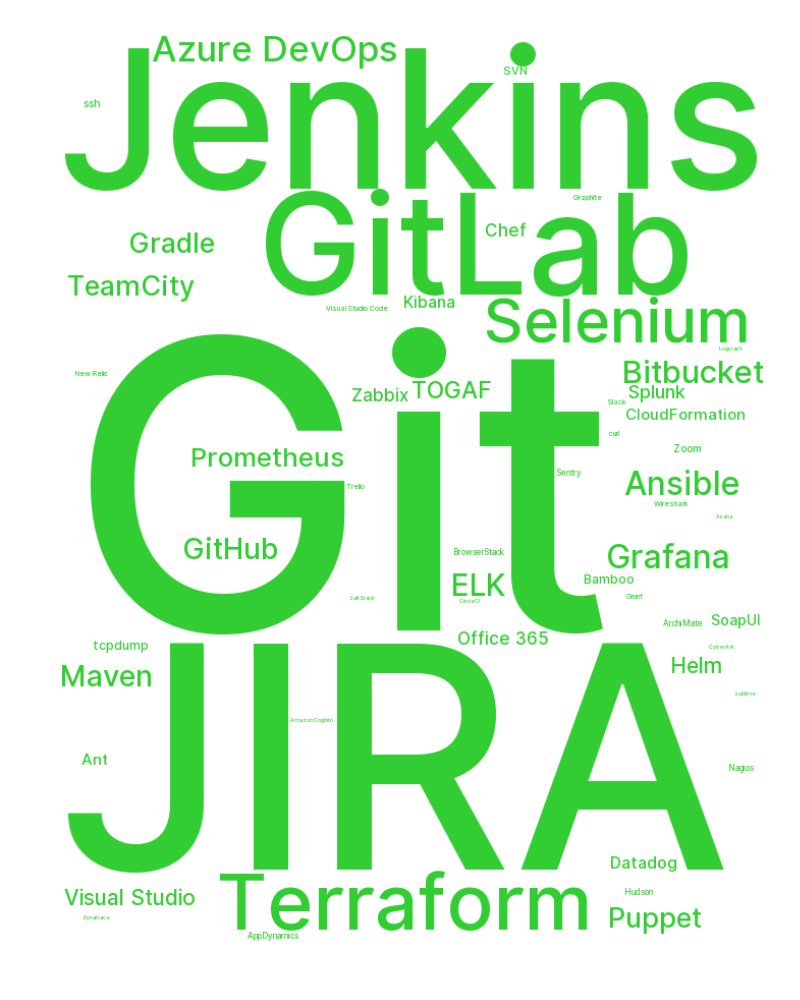 Azure DevOps
SVN
Jenkins
ssh
Graphite
GitLab
Chef
Gradle
TeamCity
Kibana
Visual Studio Code
Selenium
Logstash
Bitbucket
New Relic
Zabbix
TOGAF
Splunk
Slack
CloudFormation
curl
Git
Zoom
Prometheus
Sentry
Trello
Ansible
Wireshark
Asana
GitHub
BrowserStack
Grafana
Bamboo
ELK
CircleCI
SaltStack
Grunt
ArchiMate
SoapUI
Office 365
tcpdump
CyberArk
Helm
Maven
sublime
JIRA
Amazon Cognito
Ant
Nagios
Datadog
Terraform
Visual Studio
Hudson
Dynatrace
Puppet
AppDynamics